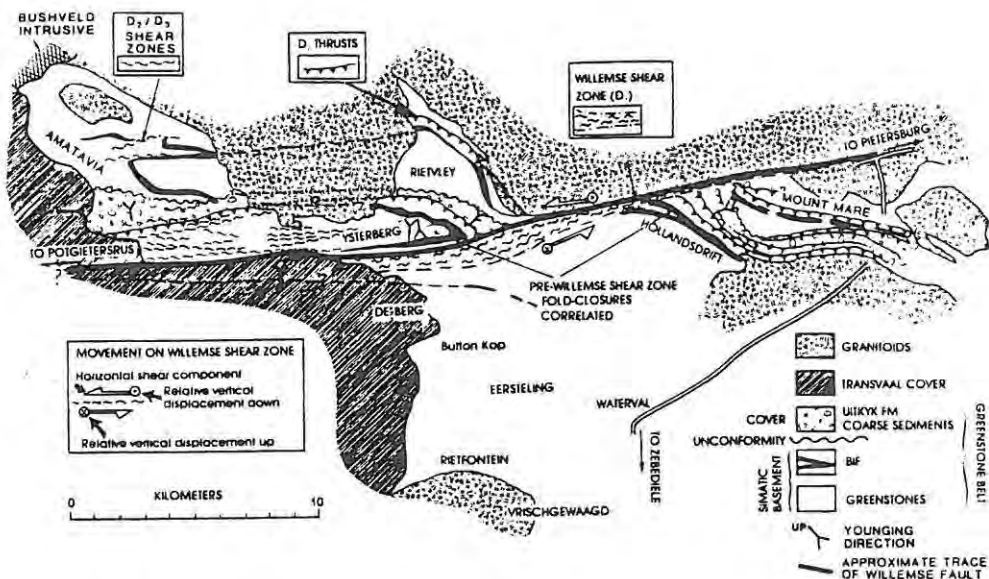 BUSHVELD
INTRUSIVE
D2/D3
SHEAR
ZONES
D1 THRUSTS
WILLEMSE SHEAR
ZONE
AMATAVIA
RIETVLEY
TO PIETERSBURG
MOUNT MARE
YSTERBERG
HOLLANDSDRIFT
TO POTGIETERSRUS
PRE-WILLEMSE SHEAR ZONE
FOLD-CLOSURES
CORRELATED
Button Kop
EERSTELING
WATERVAL
TO ZEBEDIELE
RIETFONTEIN
VRISCHGEWAAGD
MOVEMENT ON WILLEMSE SHEAR ZONE
Horizontal shear component
Relative vertical
displacement down
Relative vertical displacement up
KILOMETERS
0 10
GRANITOIDS
TRANSVAAL COVER
COVER UITKYK FM
COARSE SEDIMENTS
UNCONFORMITY
SIMATIC
BASEMENT
BIF
GREENSTONES
GREENSTONE BELT
UP YOUNGING
DIRECTION
APPROXIMATE TRACE
OF WILLEMSE FAULT